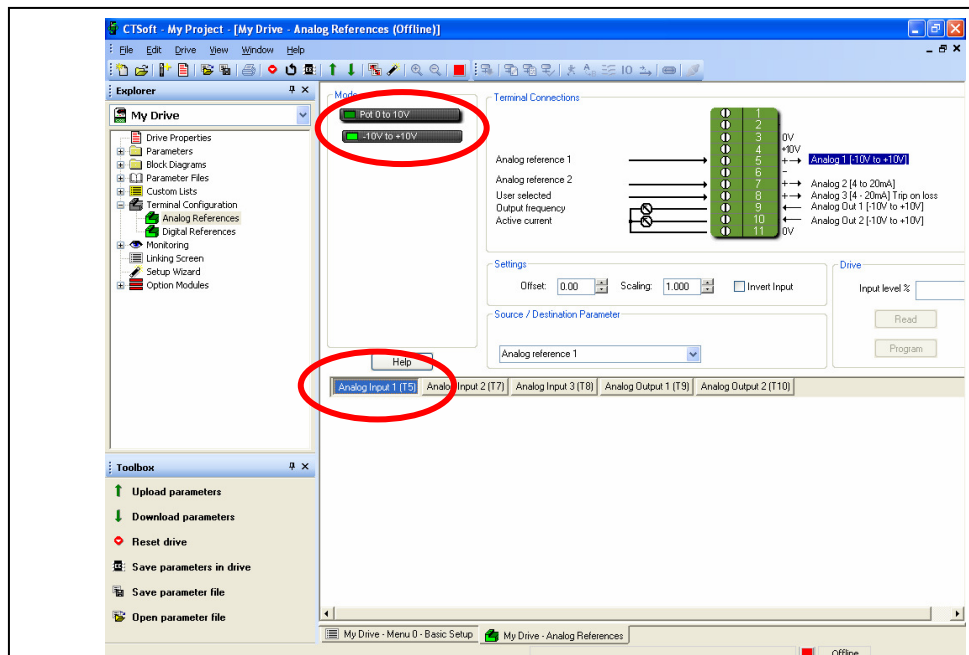 CTSoft - My Project - [My Drive - Analog References (Offline)]
File Edit Drive View Window Help
Explorer
My Drive
Drive Properties
Parameters
Block Diagrams
Parameter Files
Custom Lists
Terminal Configuration
Analog References
Digital References
Monitoring
Linking Screen
Setup Wizard
Option Modules
Toolbox
Upload parameters
Download parameters
Reset drive
Save parameters in drive
Save parameter file
Open parameter file
Mode
Pot 0 to 10V
-10V to +10V
Help
Terminal Connections
1
2
3 0V
4 +10V
Analog reference 1 5 + Analog 1 [-10V to +10V]
6 -
Analog reference 2 7 + Analog 2 [4 to 20mA]
User selected 8 + Analog 3 [4 - 20mA] Trip on loss
Output frequency 9 Analog Out 1 [-10V to +10V]
Active current 10 Analog Out 2 [-10V to +10V]
11 0V
Settings
Offset: 0.00 Scaling: 1.000 Invert Input
Drive
Input level %
Read
Program
Source / Destination Parameter
Analog reference 1
Analog Input 1 (T5) Analog Input 2 (T7) Analog Input 3 (T8) Analog Output 1 (T9) Analog Output 2 (T10)
My Drive - Menu 0 - Basic Setup My Drive - Analog References
Offline